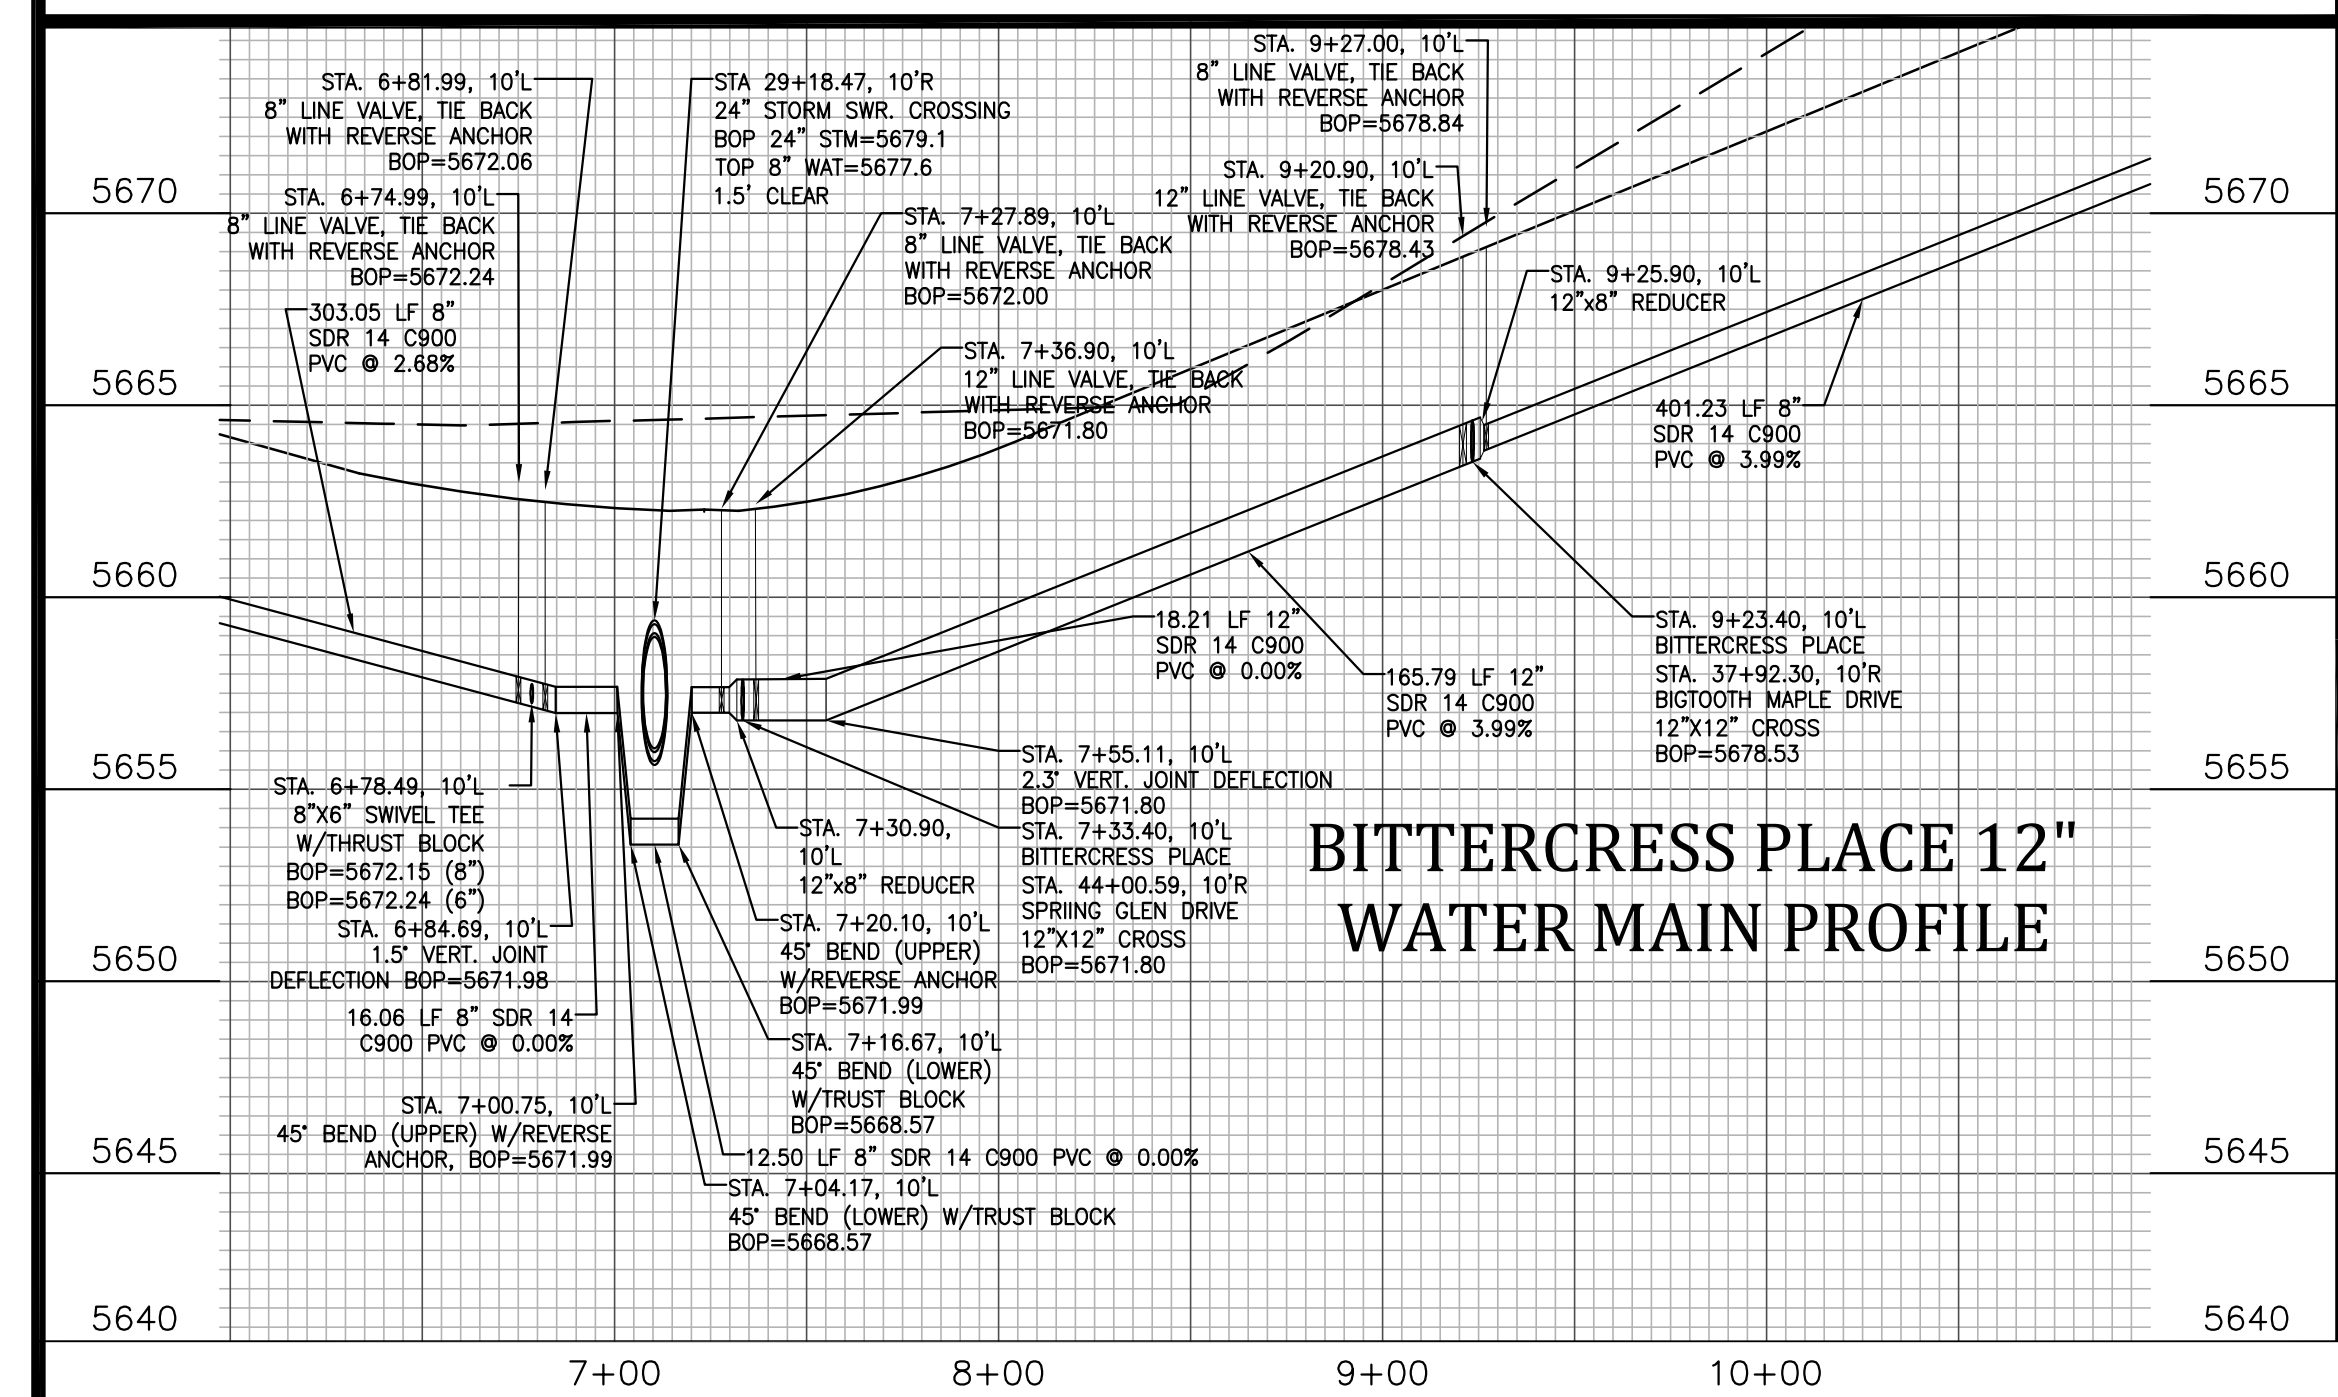 STA. 6+81.99, 10'L
8" LINE VALVE, TIE BACK
WITH REVERSE ANCHOR
BOP=5672.06
STA. 6+74.99, 10'L
8" LINE VALVE, TIE BACK
WITH REVERSE ANCHOR
BOP=5672.24
303.05 LF 8"
SDR 14 C900
PVC @ 2.68%
STA 29+18.47, 10'R
24" STORM SWR. CROSSING
BOP 24" STM=5679.1
TOP 8" WAT=5677.6
1.5' CLEAR
STA. 7+27.89, 10'L
8" LINE VALVE, TIE BACK
WITH REVERSE ANCHOR
BOP=5672.00
STA. 7+36.90, 10'L
12" LINE VALVE, TIE BACK
WITH REVERSE ANCHOR
BOP=5671.80
STA. 9+27.00, 10'L
8" LINE VALVE, TIE BACK
WITH REVERSE ANCHOR
BOP=5678.84
STA. 9+20.90, 10'L
12" LINE VALVE, TIE BACK
WITH REVERSE ANCHOR
BOP=5678.43
STA. 9+25.90, 10'L
12"x8" REDUCER
401.23 LF 8"
SDR 14 C900
PVC @ 3.99%
18.21 LF 12"
SDR 14 C900
PVC @ 0.00%
165.79 LF 12"
SDR 14 C900
PVC @ 3.99%
STA. 9+23.40, 10'L
BITTERCRESS PLACE
STA. 37+92.30, 10'R
BIGTOOTH MAPLE DRIVE
12"X12" CROSS
BOP=5678.53
STA. 7+55.11, 10'L
2.3° VERT. JOINT DEFLECTION
BOP=5671.80
STA. 7+33.40, 10'L
BITTERCRESS PLACE
STA. 44+00.59, 10'R
SPRIING GLEN DRIVE
12"X12" CROSS
BOP=5671.80
STA. 7+30.90,
10'L
12"x8" REDUCER
STA. 7+20.10, 10'L
45° BEND (UPPER)
W/REVERSE ANCHOR
BOP=5671.99
STA. 7+16.67, 10'L
45° BEND (LOWER)
W/TRUST BLOCK
BOP=5668.57
12.50 LF 8" SDR 14 C900 PVC @ 0.00%
STA. 7+04.17, 10'L
45° BEND (LOWER) W/TRUST BLOCK
BOP=5668.57
STA. 6+78.49, 10'L
8"X6" SWIVEL TEE
W/THRUST BLOCK
BOP=5672.15 (8")
BOP=5672.24 (6")
STA. 6+84.69, 10'L
1.5° VERT. JOINT
DEFLECTION BOP=5671.98
16.06 LF 8" SDR 14
C900 PVC @ 0.00%
STA. 7+00.75, 10'L
45° BEND (UPPER) W/REVERSE
ANCHOR, BOP=5671.99
BITTERCRESS PLACE 12"
WATER MAIN PROFILE
5670
5665
5660
5655
5650
5645
5640
5670
5665
5660
5655
5650
5645
5640
7+00
8+00
9+00
10+00